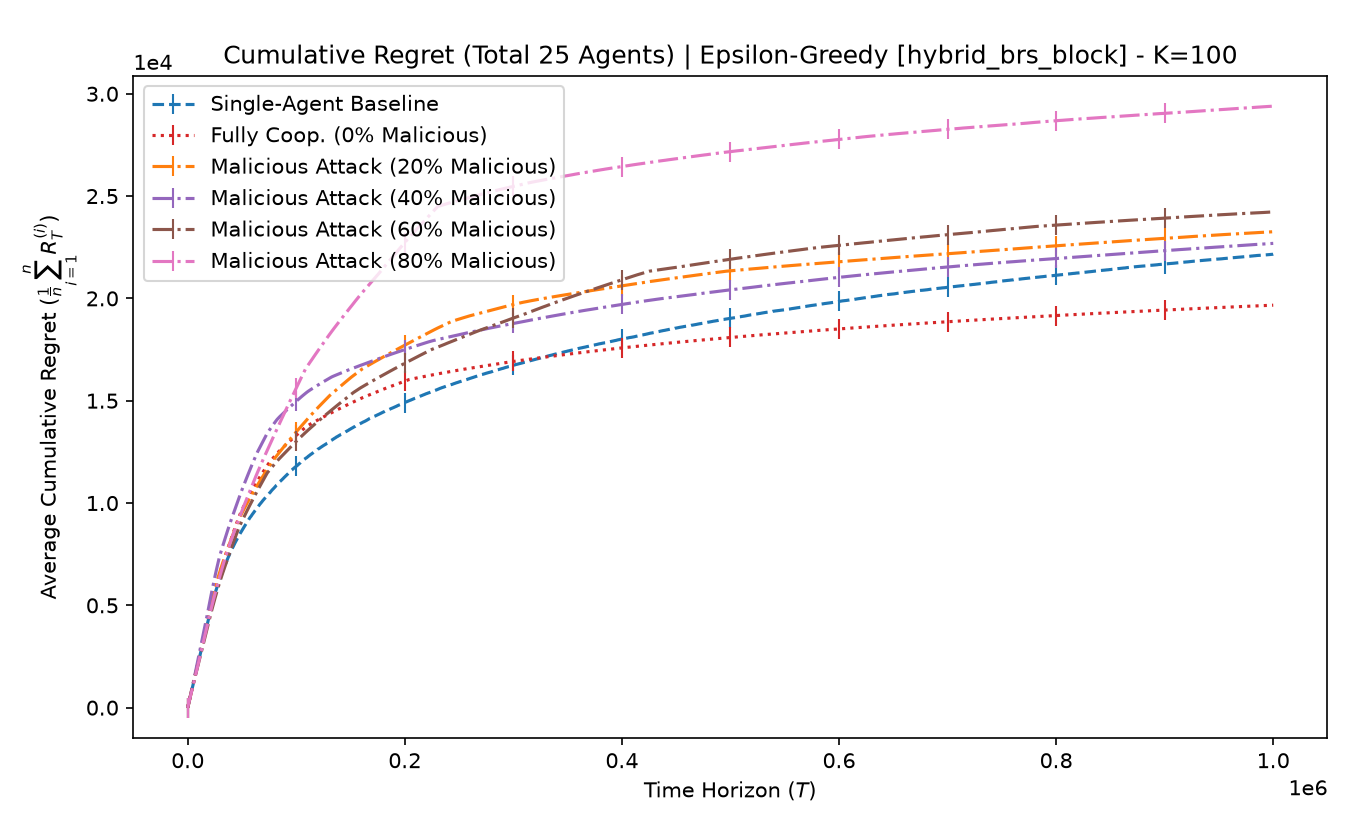 Cumulative Regret (Total 25 Agents) | Epsilon-Greedy [hybrid_brs_block] - K=100
1e4
Single-Agent Baseline
Fully Coop. (0% Malicious)
Malicious Attack (20% Malicious)
Malicious Attack (40% Malicious)
Malicious Attack (60% Malicious)
Malicious Attack (80% Malicious)
3.0
2.5
2.0
1.5
1.0
0.5
0.0
Average Cumulative Regret ($\frac{1}{n}\sum_{i=1}^{n} R_T^{(i)}$)
0.0 0.2 0.4 0.6 0.8 1.0
1e6
Time Horizon (T)